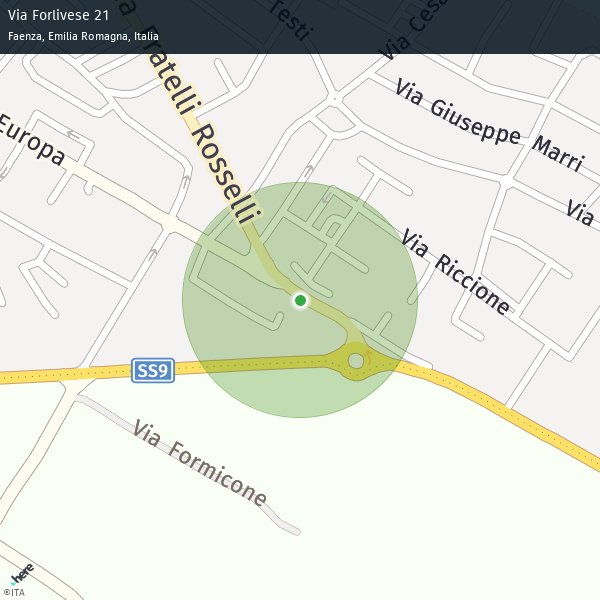 Via Forlivese 21
Faenza, Emilia Romagna, Italia
Testi
Via Cesa
Fratelli Rosselli
Via Giuseppe Marri
Europa
Via
Via Riccione
SS9
Via Formicone
here
©ITA